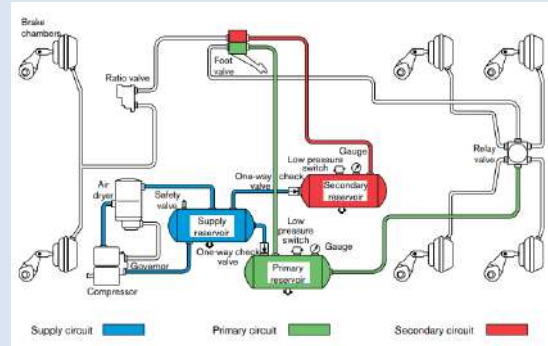 Brake
chambers
Ratio valve
Foot
valve
Air
dryer
Safety
valve
One-way check
valve
Low pressure
switch
Gauge
Relay
valve
Supply
reservoir
Secondary
reservoir
One-way check
valve
Low
pressure
switch
Gauge
Governor
Compressor
Primary
reservoir
Supply circuit
Primary circuit
Secondary circuit